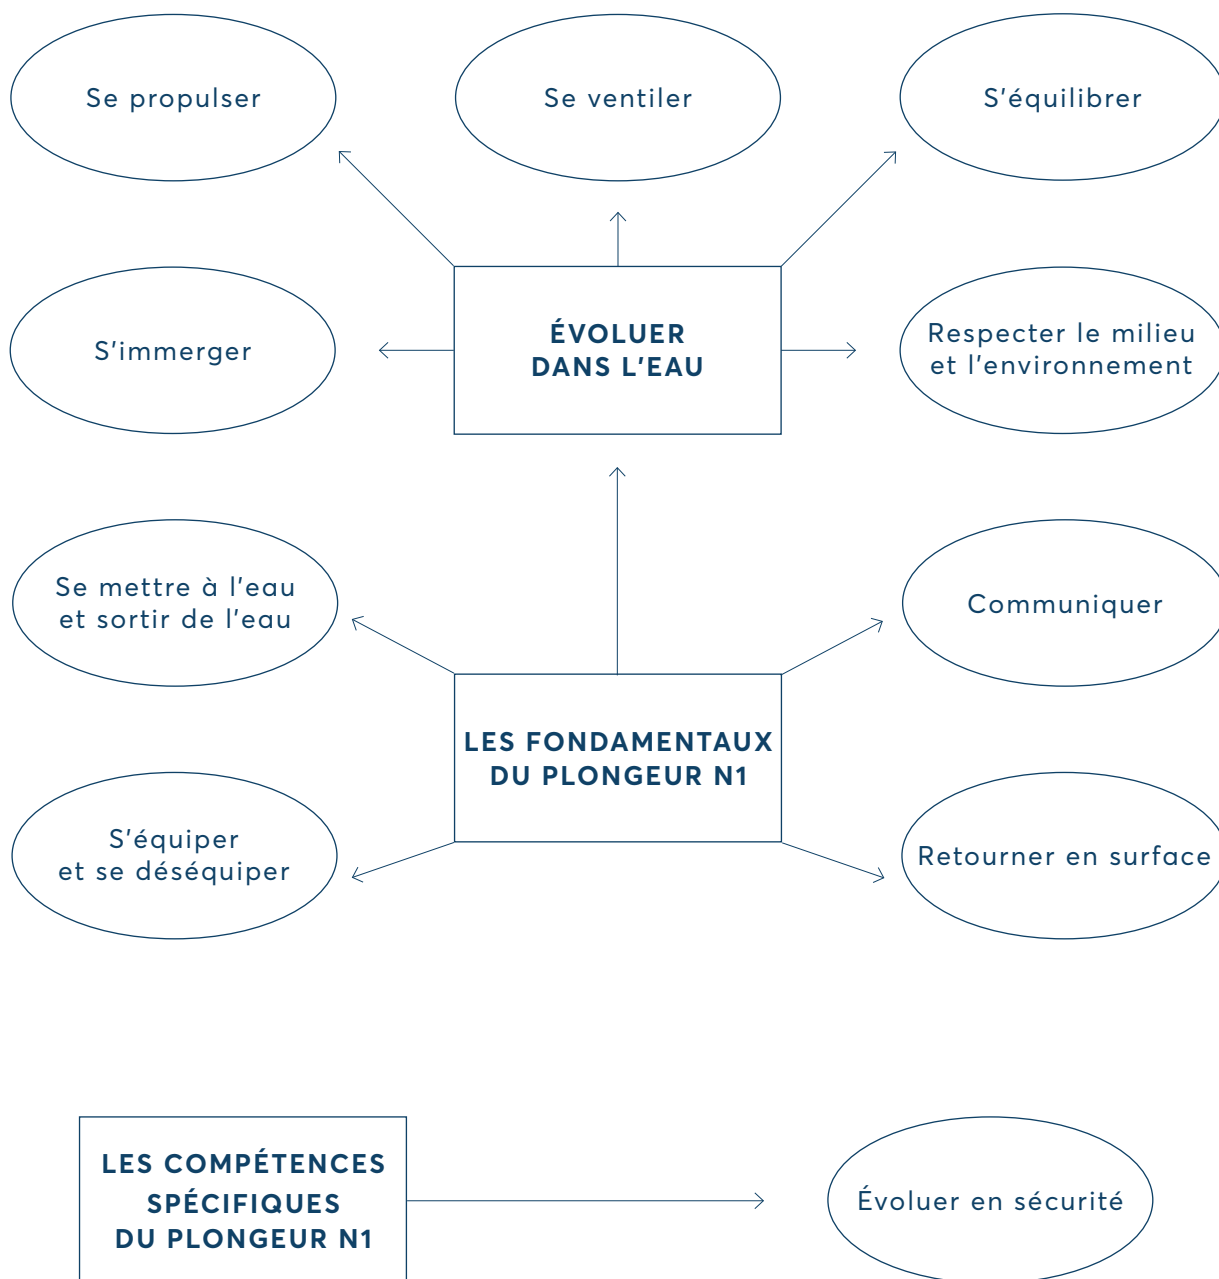 Se propulser
Se ventiler
S'équilibrer
S'immerger
ÉVOLUER
DANS L'EAU
Respecter le milieu
et l'environnement
Se mettre à l'eau
et sortir de l'eau
Communiquer
LES FONDAMENTAUX
DU PLONGEUR N1
S'équiper
et se déséquiper
Retourner en surface
LES COMPÉTENCES
SPÉCIFIQUES
DU PLONGEUR N1
Évoluer en sécurité